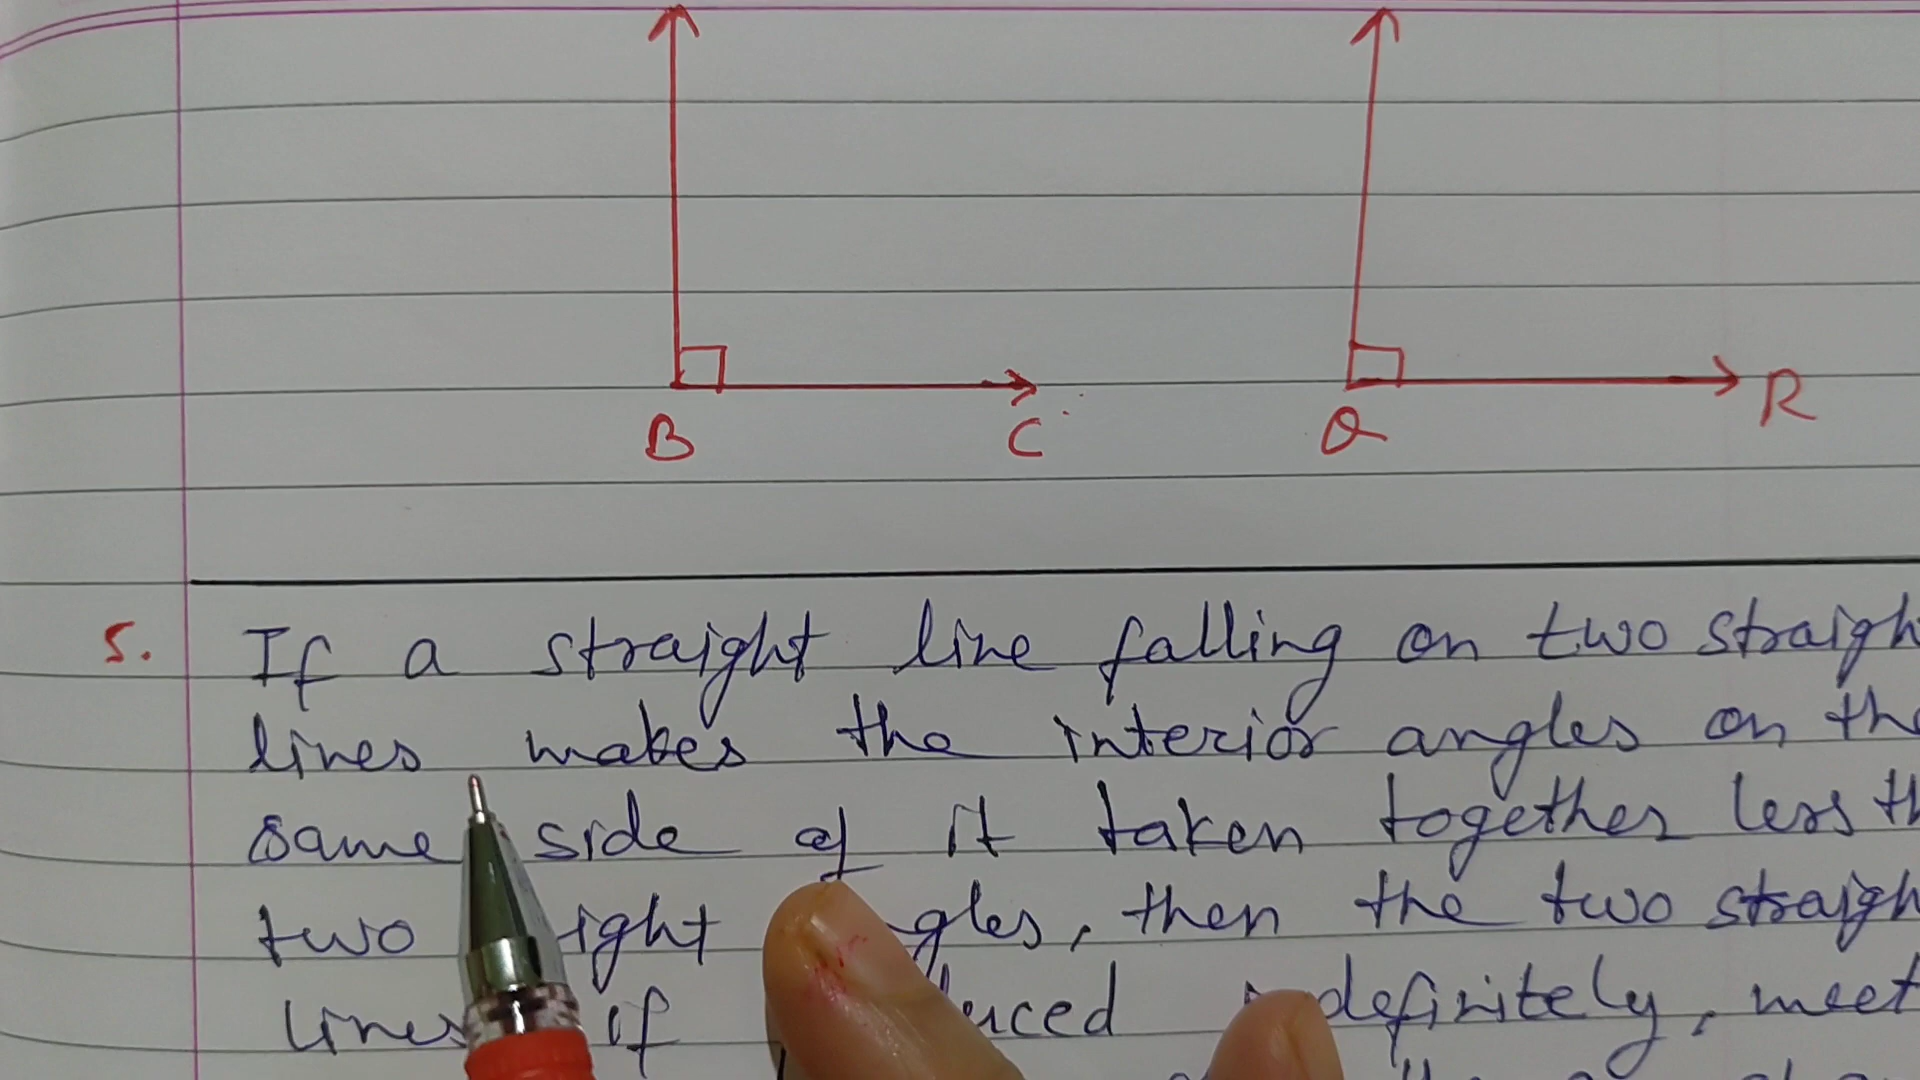 B C Q R
5. If a straight line falling on two straigh
lines makes the interior angles on the
same side of it taken together less th
two ight gles, then the two straigh
lines if uced definitely, meet